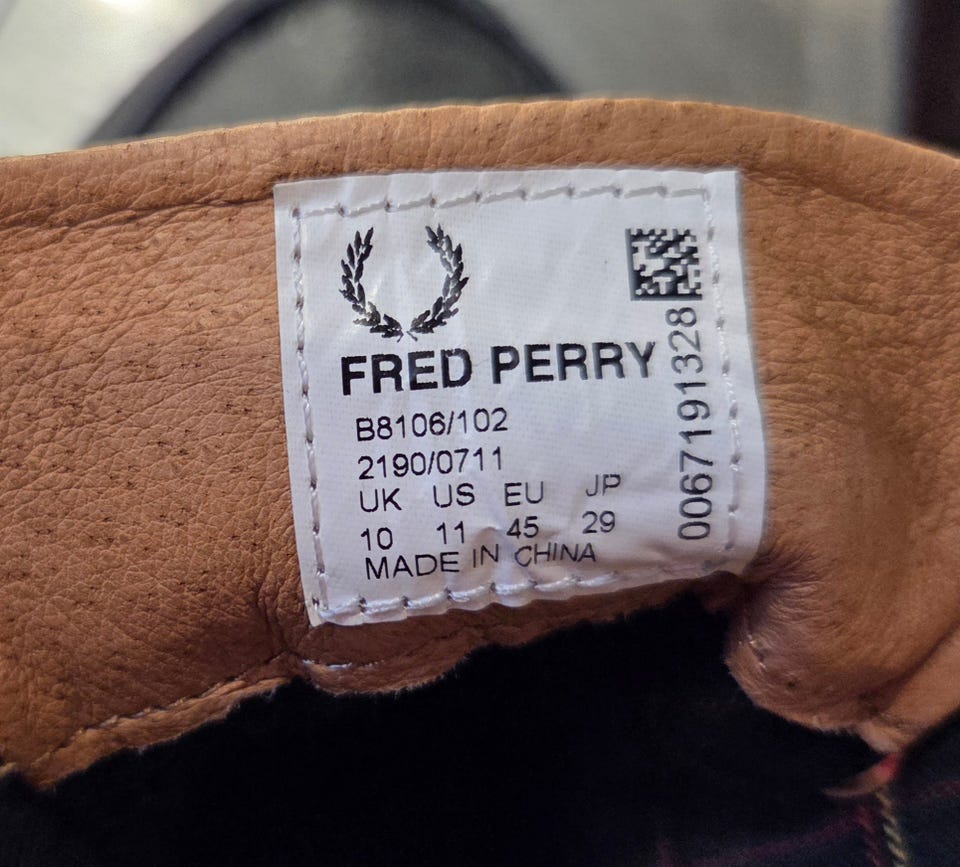 FRED PERRY
B8106/102
2190/0711
UK US EU JP
10 11 45 29
MADE IN CHINA
0067191328